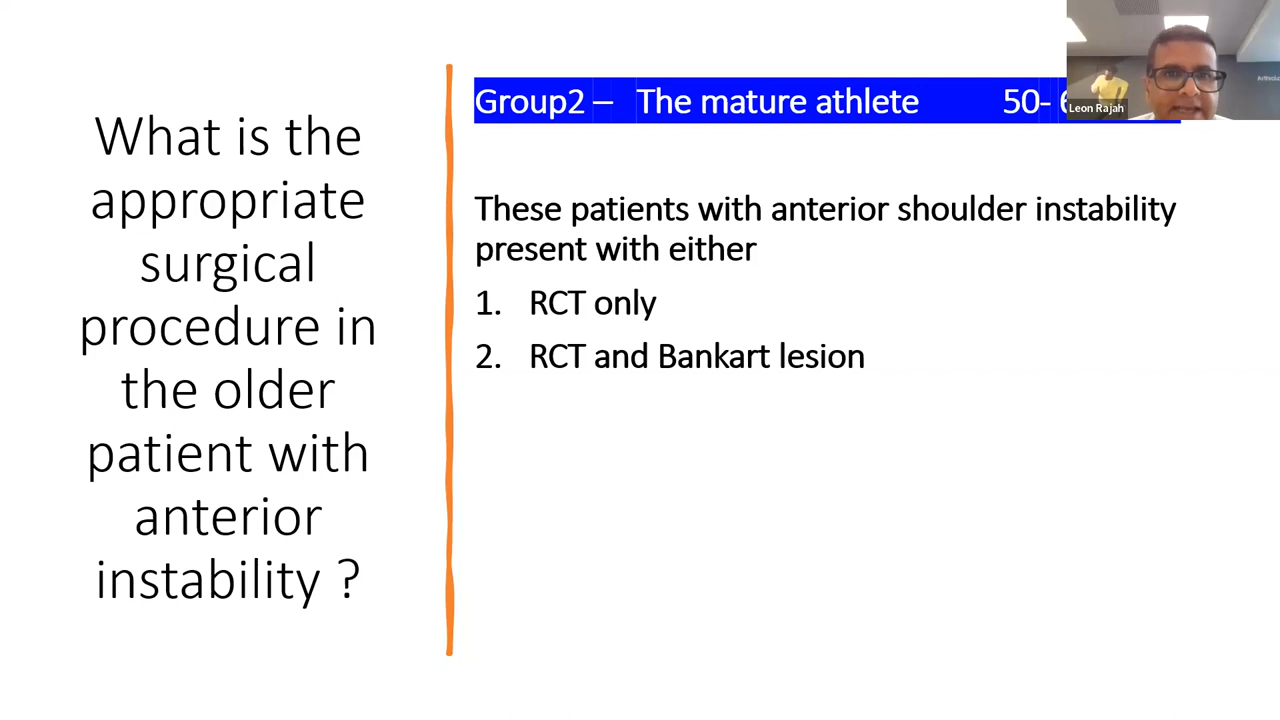 What is the
appropriate
surgical
procedure in
the older
patient with
anterior
instability ?
Group2 – The mature athlete 50-
These patients with anterior shoulder instability
present with either
1. RCT only
2. RCT and Bankart lesion
Leon Rajah